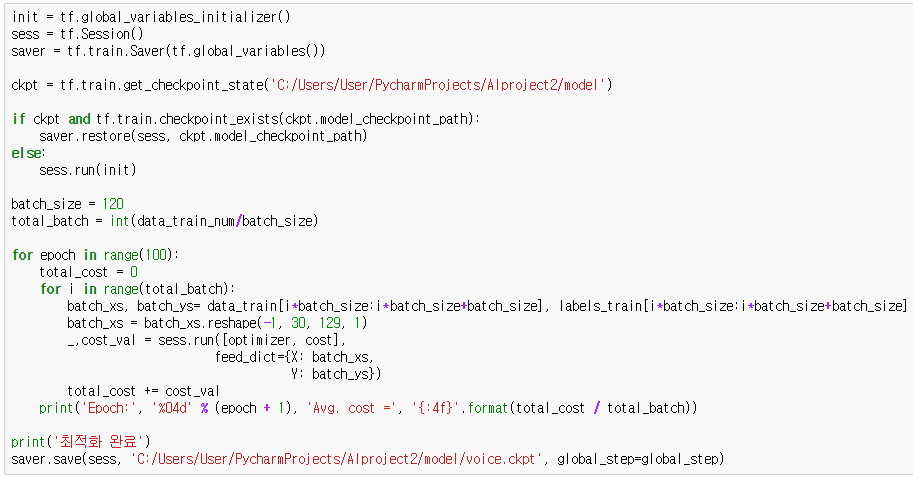 init = tf.global_variables_initializer()
sess = tf.Session()
saver = tf.train.Saver(tf.global_variables())

ckpt = tf.train.get_checkpoint_state('C:/Users/User/PycharmProjects/AIproject2/model')

if ckpt and tf.train.checkpoint_exists(ckpt.model_checkpoint_path):
    saver.restore(sess, ckpt.model_checkpoint_path)
else:
    sess.run(init)

batch_size = 120
total_batch = int(data_train_num/batch_size)

for epoch in range(100):
    total_cost = 0
    for i in range(total_batch):
        batch_xs, batch_ys= data_train[i*batch_size:i*batch_size+batch_size], labels_train[i*batch_size:i*batch_size+batch_size]
        batch_xs = batch_xs.reshape(-1, 30, 129, 1)
        _,cost_val = sess.run([optimizer, cost],
                              feed_dict={X: batch_xs,
                                         Y: batch_ys})
        total_cost += cost_val
    print('Epoch:', '%04d' % (epoch + 1), 'Avg. cost =', '{:4f}'.format(total_cost / total_batch))

print('최적화 완료')
saver.save(sess, 'C:/Users/User/PycharmProjects/AIproject2/model/voice.ckpt', global_step=global_step)